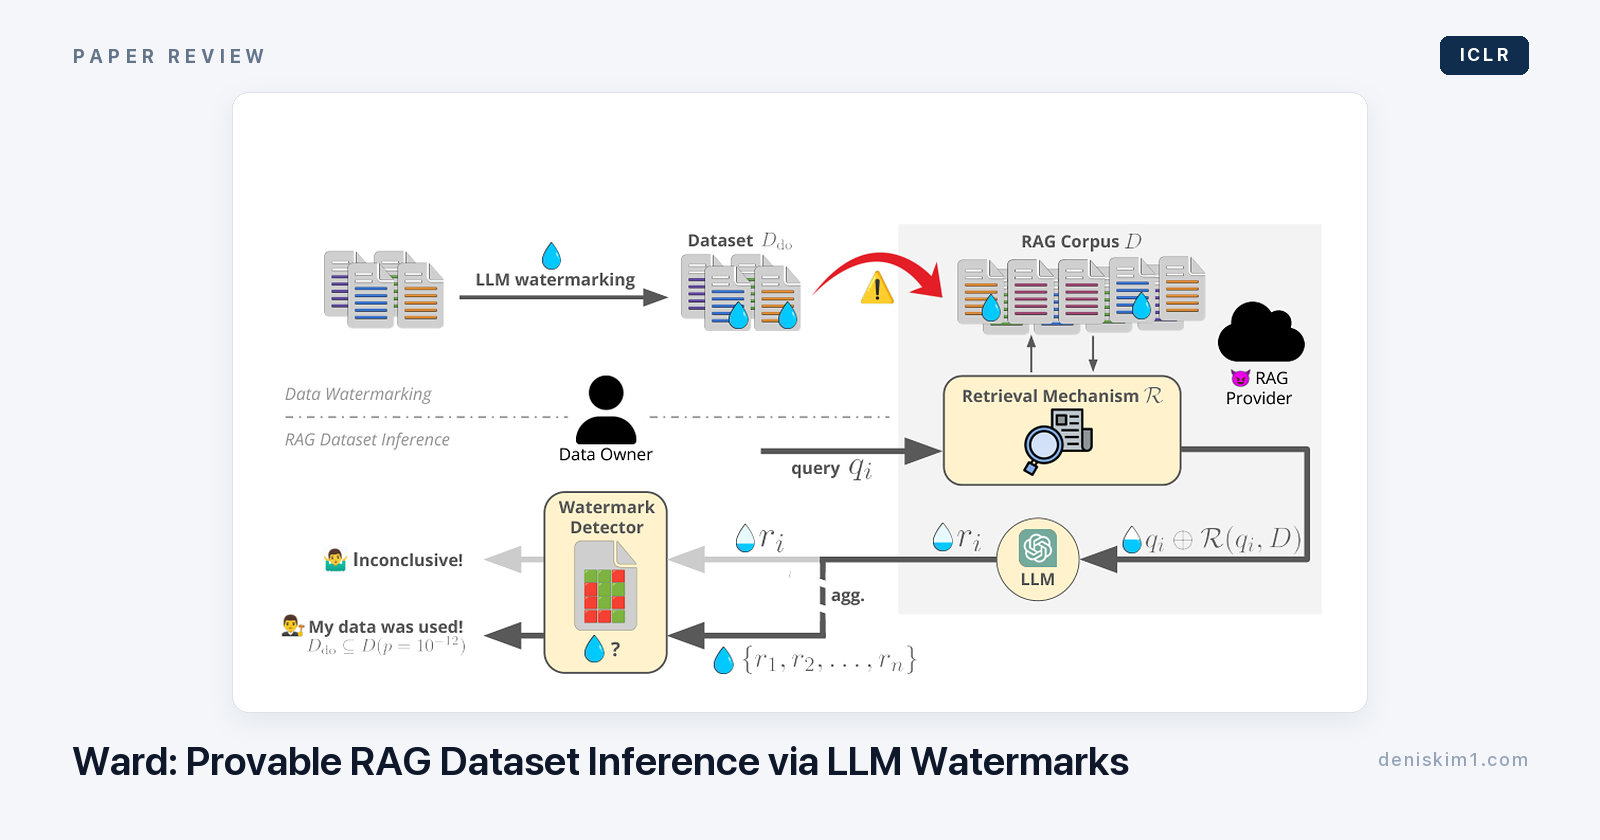 PAPER REVIEW
ICLR
LLM watermarking
Dataset D_do
RAG Corpus D
RAG
Provider
Data Watermarking
RAG Dataset Inference
Data Owner
Retrieval Mechanism R
query q_i
Watermark
Detector
r_i
r_i
q_i ⊕ R(q_i, D)
LLM
Inconclusive!
agg.
My data was used!
D_do ⊆ D(p = 10^−12)
?
{r_1, r_2, . . . , r_n}
Ward: Provable RAG Dataset Inference via LLM Watermarks
deniskim1.com